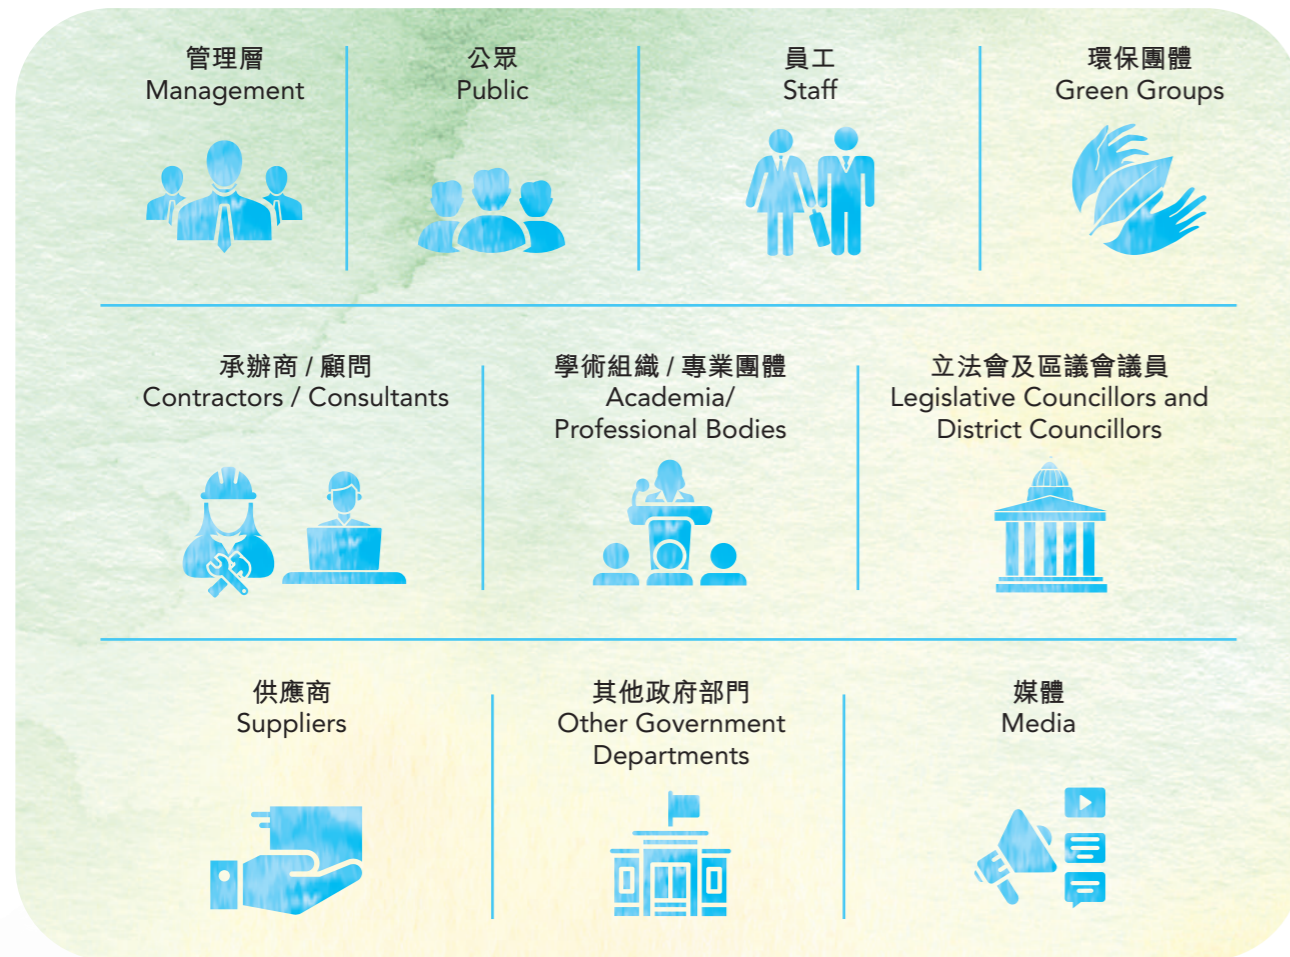 管理層
Management
公眾
Public
員工
Staff
環保團體
Green Groups
承辦商 / 顧問
Contractors / Consultants
學術組織 / 專業團體
Academia/
Professional Bodies
立法會及區議會議員
Legislative Councillors and
District Councillors
供應商
Suppliers
其他政府部門
Other Government
Departments
媒體
Media